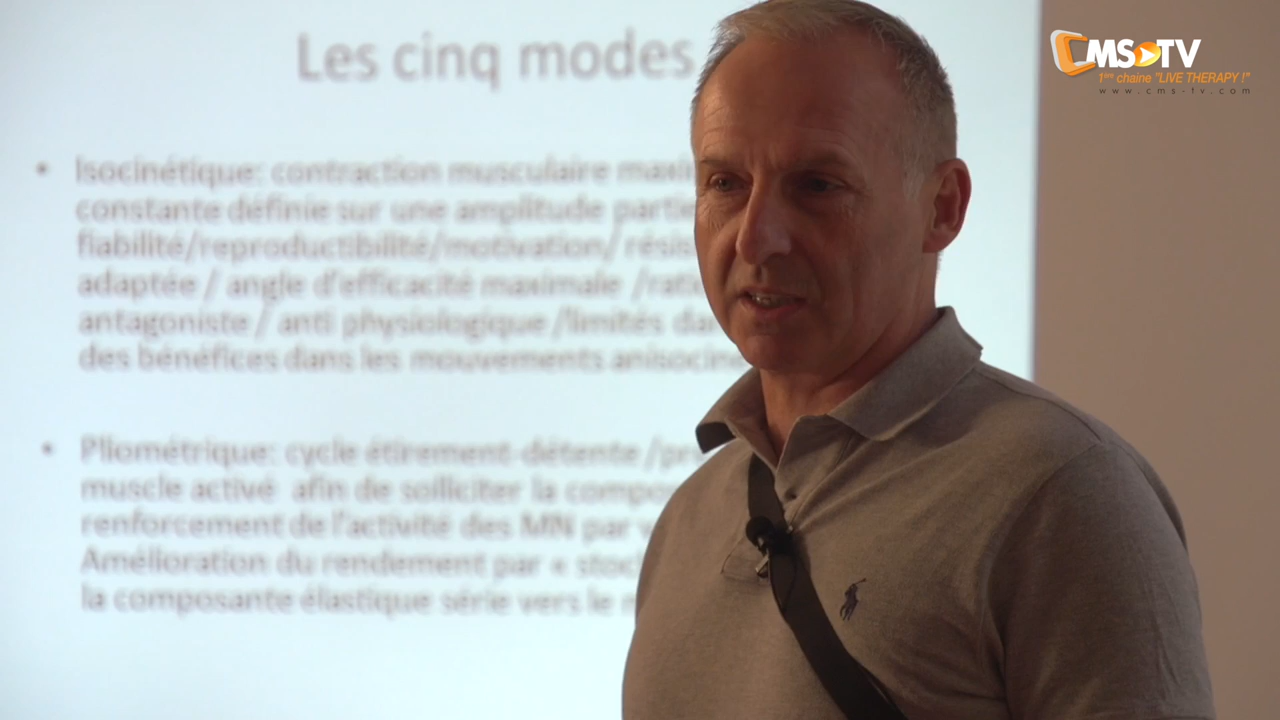 Les cinq modes
CMS TV
1ère chaine "LIVE THERAPY !"
www.cms-tv.com
• Isocinétique: contraction musculaire maxi
constante définie sur une amplitude partie
fiabilité/reproductibilité/motivation/ résis
adaptée / angle d'efficacité maximale /rati
antagoniste / anti physiologique /limités da
des bénéfices dans les mouvements anisociné
• Pliométrique: cycle étirement-détente /pr
muscle activé afin de solliciter la compo
renforcement de l'activité des MN par v
Amélioration du rendement par « stoc
la composante élastique série vers le